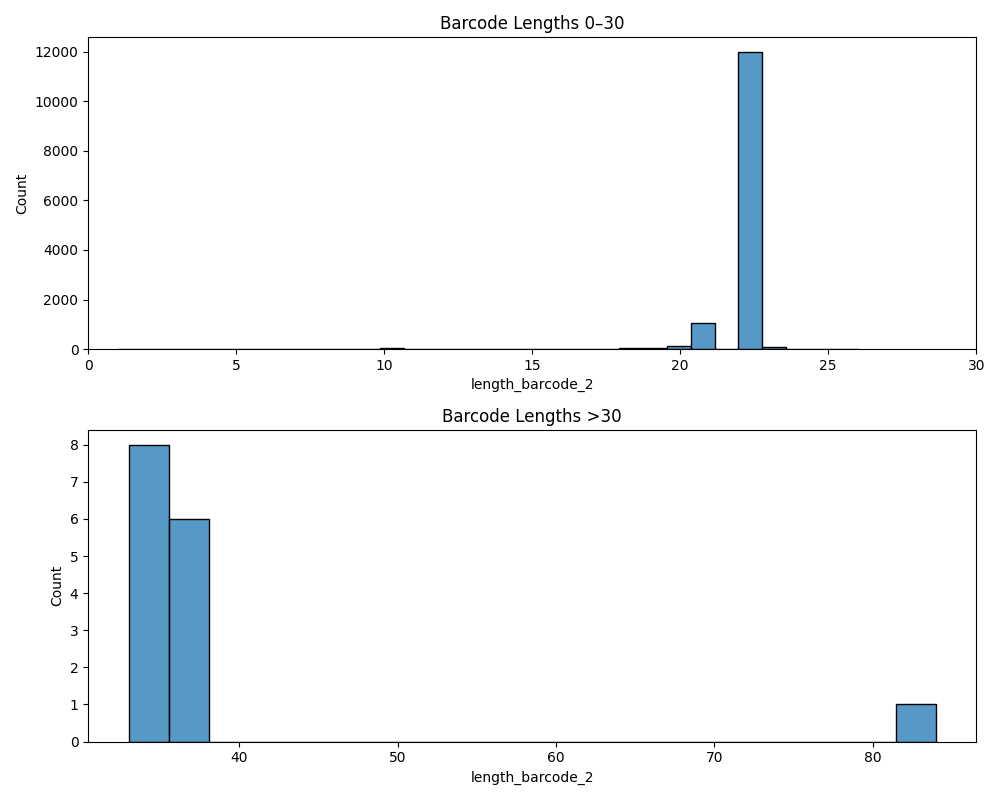 Barcode Lengths 0–30
12000
10000
8000
6000
4000
2000
0
Count
0 5 10 15 20 25 30
length_barcode_2
Barcode Lengths >30
8
7
6
5
4
3
2
1
0
Count
40 50 60 70 80
length_barcode_2